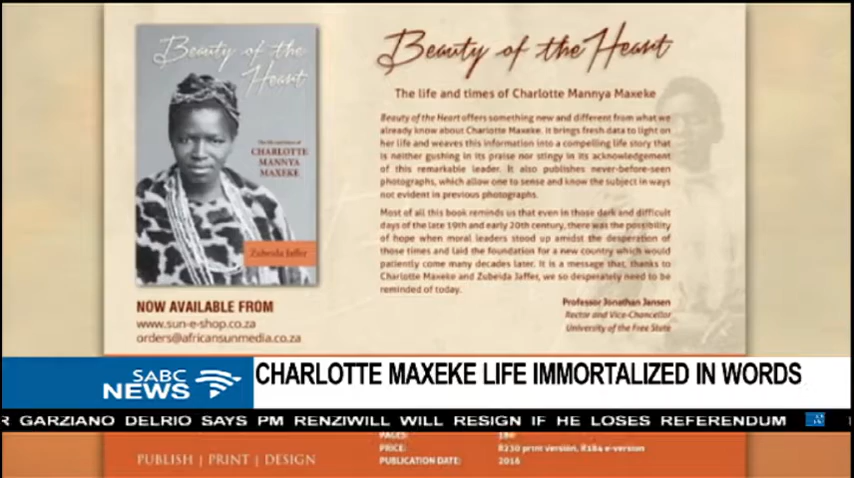 Beauty of the
Heart
The life and times of
CHARLOTTE
MANNYA
MAXEKE
Zubeida Jaffer
NOW AVAILABLE FROM
www.sun-e-shop.co.za
orders@africansunmedia.co.za
Beauty of the Heart
The life and times of Charlotte Mannya Maxeke
Beauty of the Heart offers something new and different from what we
already know about Charlotte Maxeke. It brings fresh data to light on
her life and weaves this information into a compelling life story that
is neither gushing in its praise nor stingy in its acknowledgement
of this remarkable leader. It also publishes never-before-seen
photographs, which allow one to sense and know the subject in ways
not evident in previous photographs.
Most of all this book reminds us that even in those dark and difficult
days of the late 19th and early 20th century, there was the possibility
of hope when moral leaders stood up amidst the desperation of
those times and laid the foundation for a new country which would
patiently come many decades later. It is a message that, thanks to
Charlotte Maxeke and Zubeida Jaffer, we so desperately need to be
reminded of today.
Professor Jonathan Jansen
Rector and Vice-Chancellor
University of the Free State
SABC
NEWS
CHARLOTTE MAXEKE LIFE IMMORTALIZED IN WORDS
R GARZIANO DELRIO SAYS PM RENZIWILL WILL RESIGN IF HE LOSES REFERENDUM
PUBLISH | PRINT | DESIGN
PAGES:
PRICE: R230 print version, R184 e-version
PUBLICATION DATE: 2016